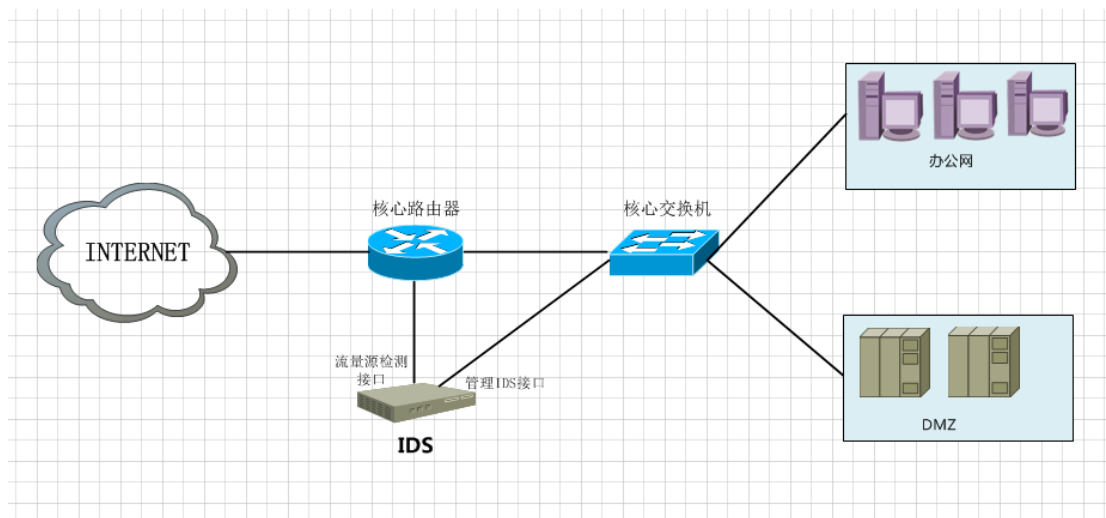 办公网
核心路由器
核心交换机
INTERNET
流量源检测
接口
管理IDS接口
IDS
DMZ